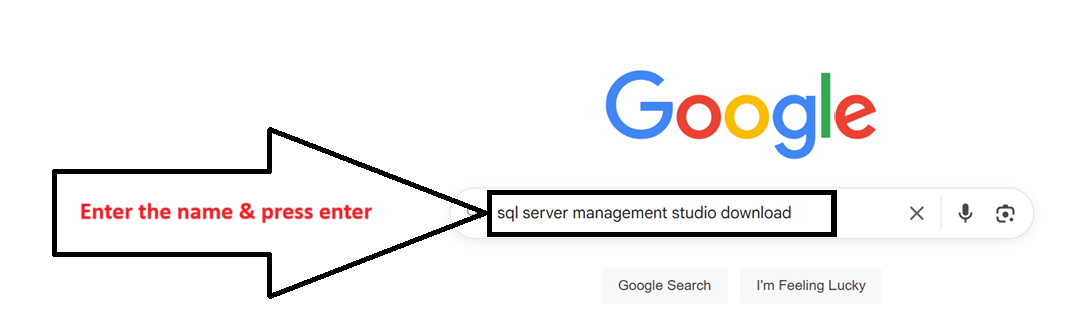 Google
Enter the name & press enter
sql server management studio download
Google Search
I'm Feeling Lucky